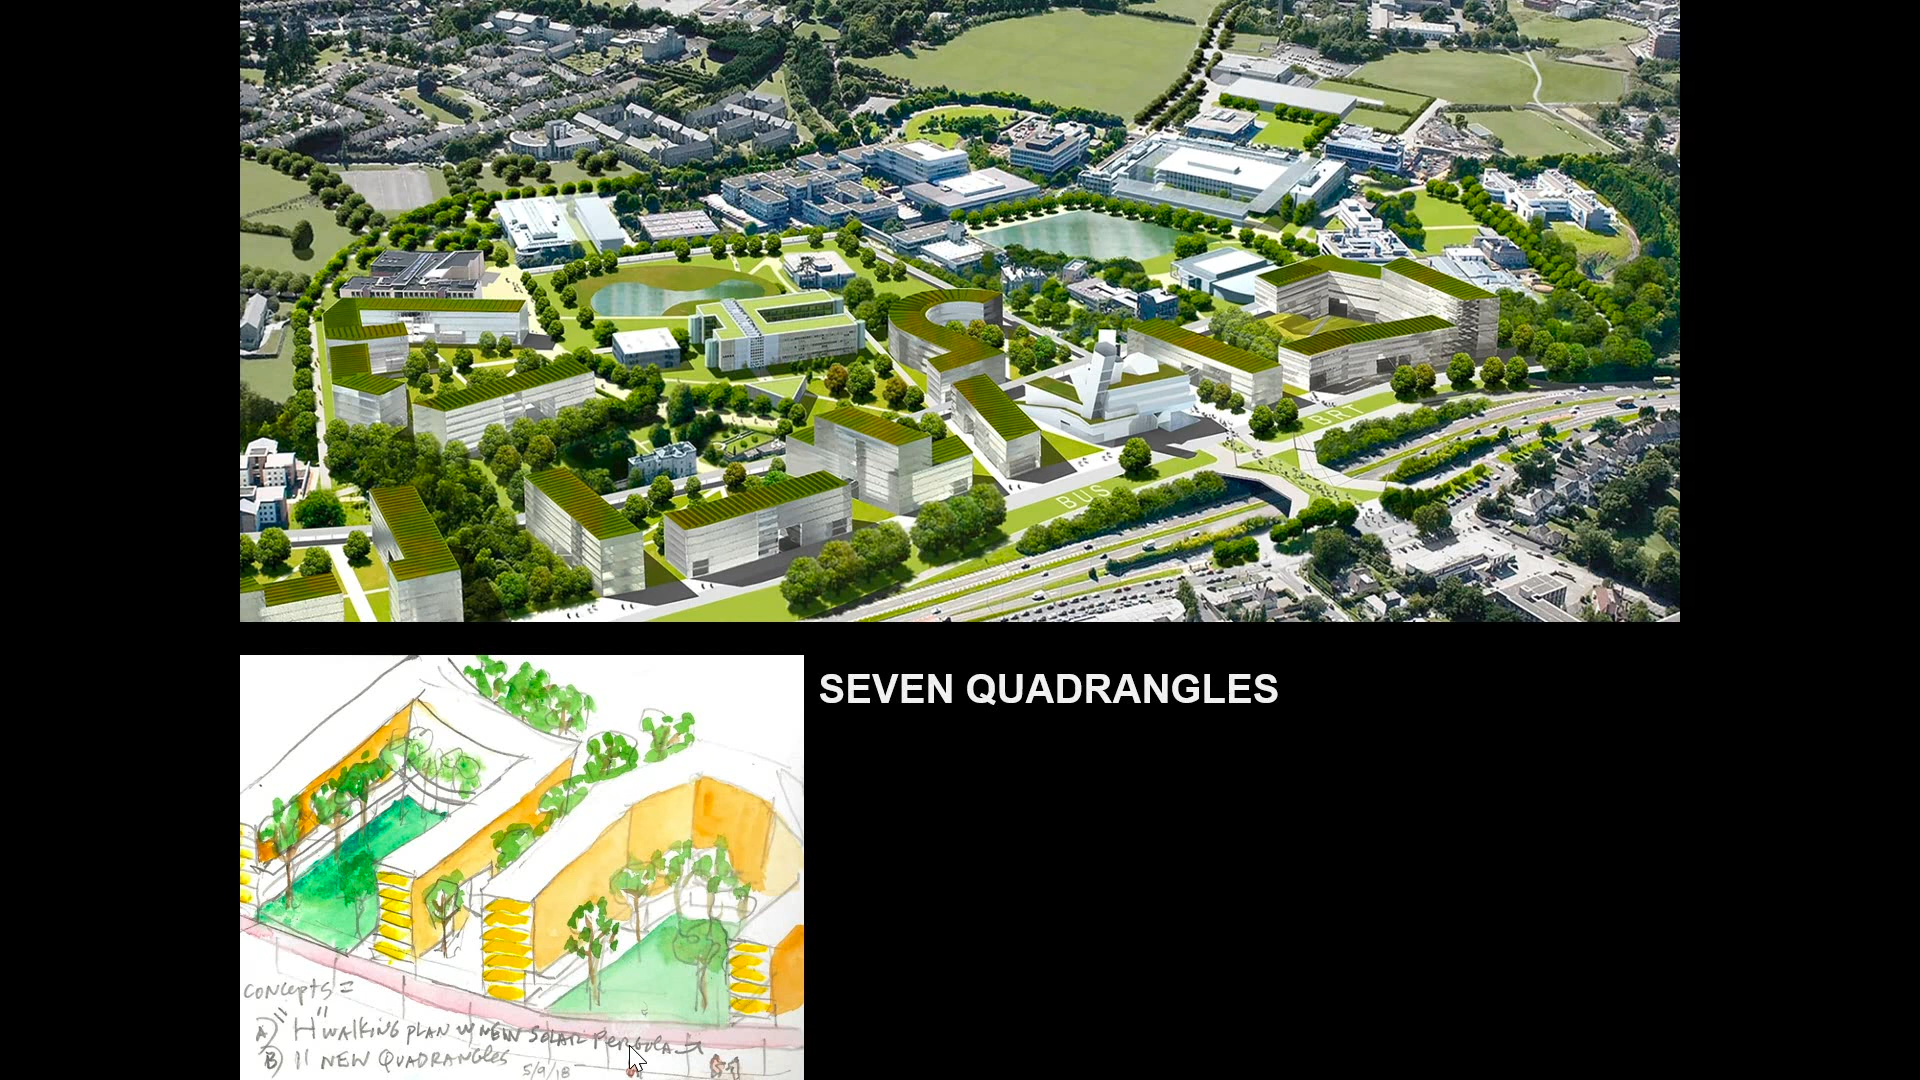 BRT
BUS
SEVEN QUADRANGLES
concepts =
A) "H" WALKING PLAN W NEW SOLAR PERGOLA
B) 11 NEW QUADRANGLES
5/9/18